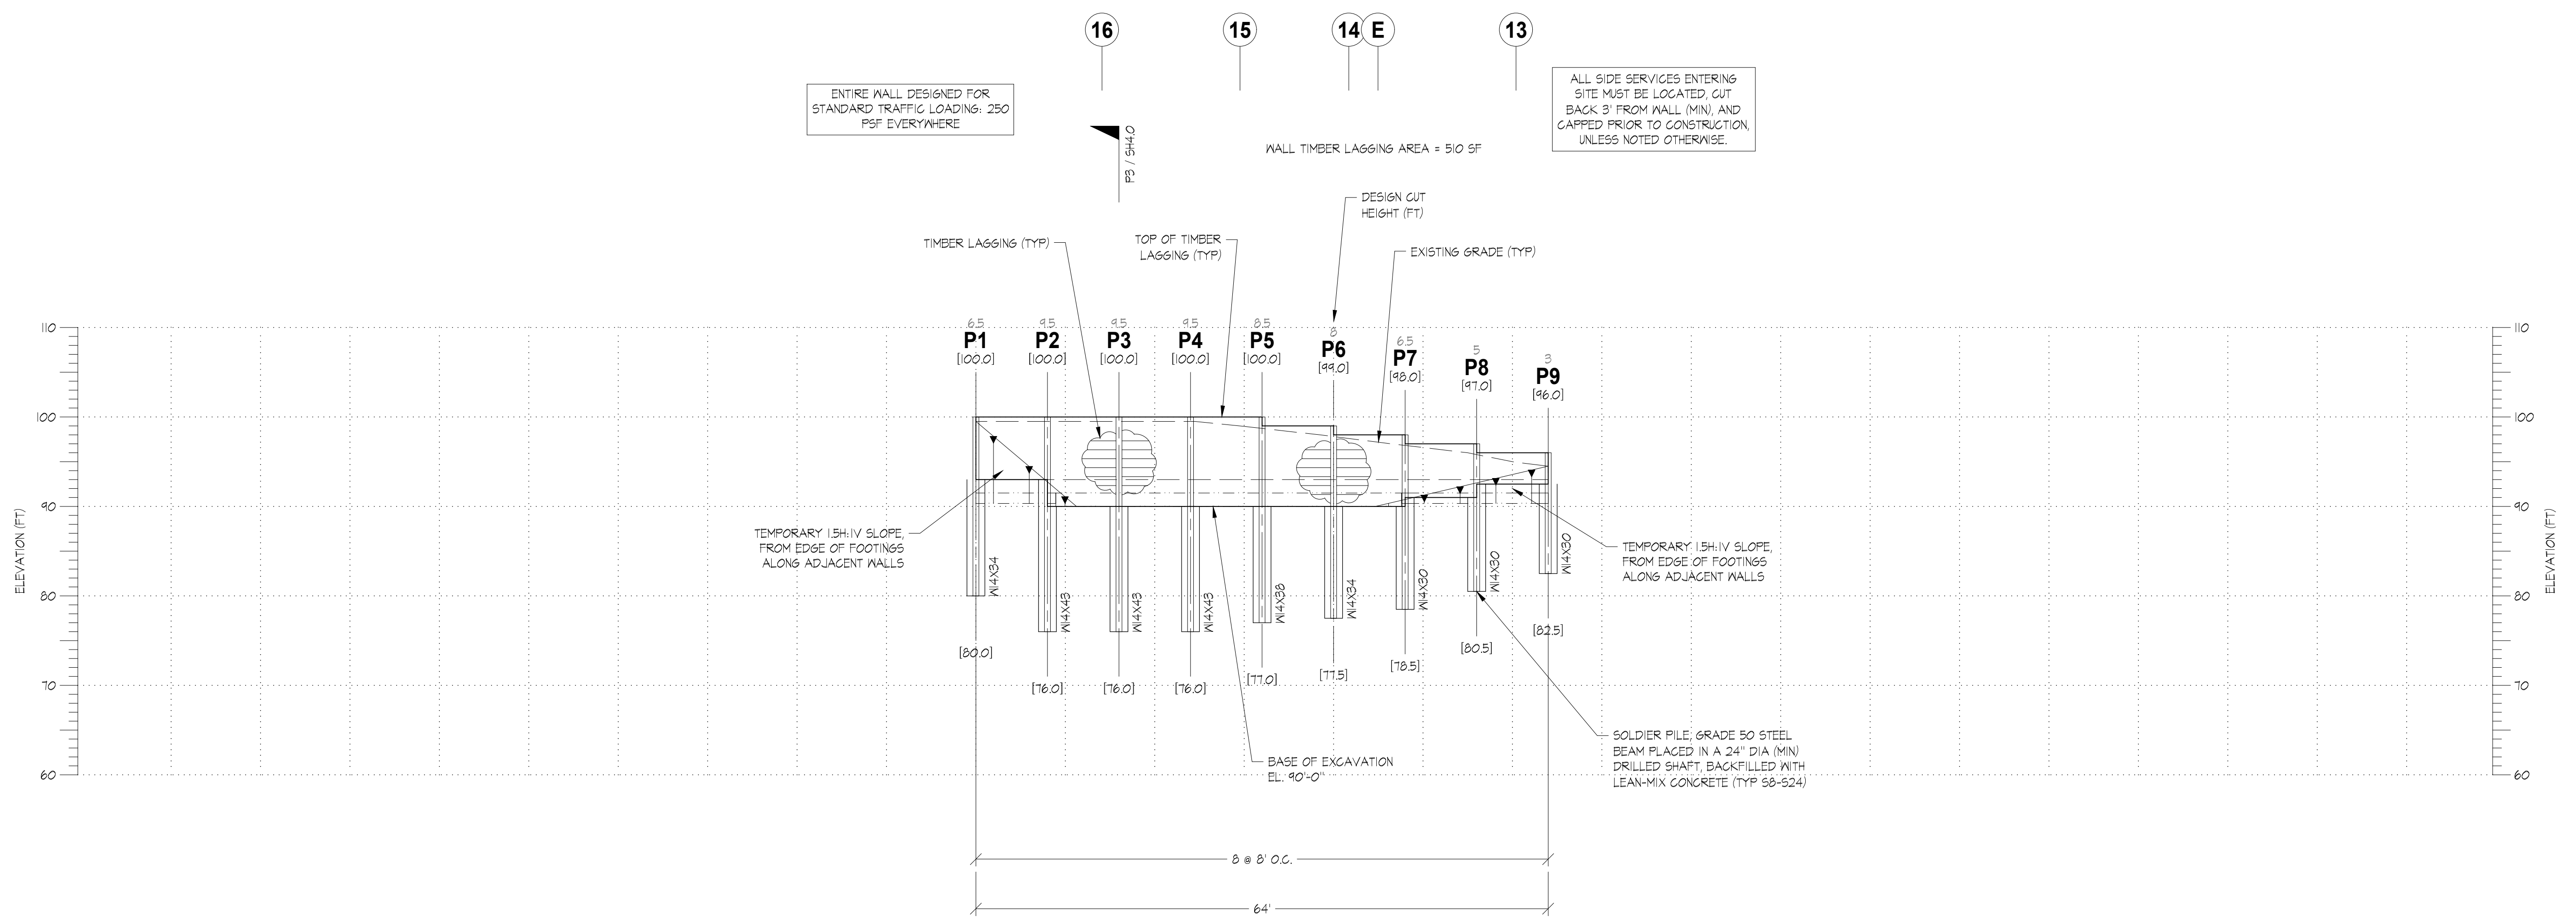 16
15
14
E
13
ENTIRE WALL DESIGNED FOR
STANDARD TRAFFIC LOADING: 250
PSF EVERYWHERE
ALL SIDE SERVICES ENTERING
SITE MUST BE LOCATED, CUT
BACK 3' FROM WALL (MIN), AND
CAPPED PRIOR TO CONSTRUCTION,
UNLESS NOTED OTHERWISE.
P3 / SH4.0
WALL TIMBER LAGGING AREA = 510 SF
DESIGN CUT
HEIGHT (FT)
TIMBER LAGGING (TYP)
TOP OF TIMBER
LAGGING (TYP)
EXISTING GRADE (TYP)
110
100
90
80
70
60
ELEVATION (FT)
6.5
P1
[100.0]
9.5
P2
[100.0]
9.5
P3
[100.0]
9.5
P4
[100.0]
8.5
P5
[100.0]
8
P6
[99.0]
6.5
P7
[98.0]
5
P8
[97.0]
3
P9
[96.0]
110
100
90
80
70
60
ELEVATION (FT)
TEMPORARY 1.5H:1V SLOPE,
FROM EDGE OF FOOTINGS
ALONG ADJACENT WALLS
TEMPORARY 1.5H:1V SLOPE,
FROM EDGE OF FOOTINGS
ALONG ADJACENT WALLS
W14X34
W14X43
W14X43
W14X43
W14X38
W14X34
W14X30
W14X30
W14X30
[80.0]
[76.0]
[76.0]
[76.0]
[77.0]
[77.5]
[78.5]
[80.5]
[82.5]
BASE OF EXCAVATION
EL. 90'-0"
SOLDIER PILE, GRADE 50 STEEL
BEAM PLACED IN A 24" DIA (MIN)
DRILLED SHAFT, BACKFILLED WITH
LEAN-MIX CONCRETE (TYP S8-S24)
8 @ 8' O.C.
64'